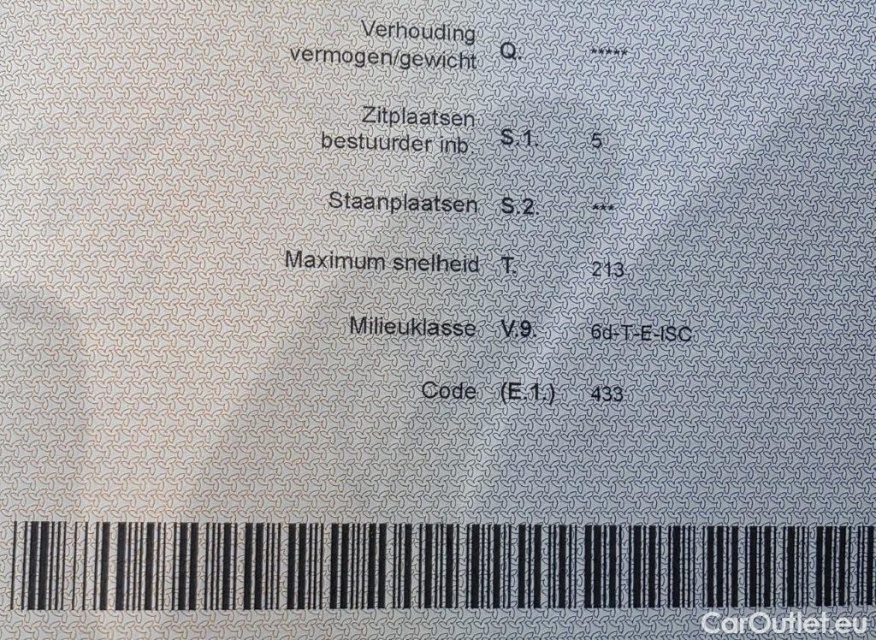 Verhouding
vermogen/gewicht Q. *****
Zitplaatsen
bestuurder inb. S.1. 5
Staanplaatsen S.2. ***
Maximum snelheid T. 213
Milieuklasse V.9. 6d-T-E-ISC
Code (E.1.) 433
CarOutlet.eu